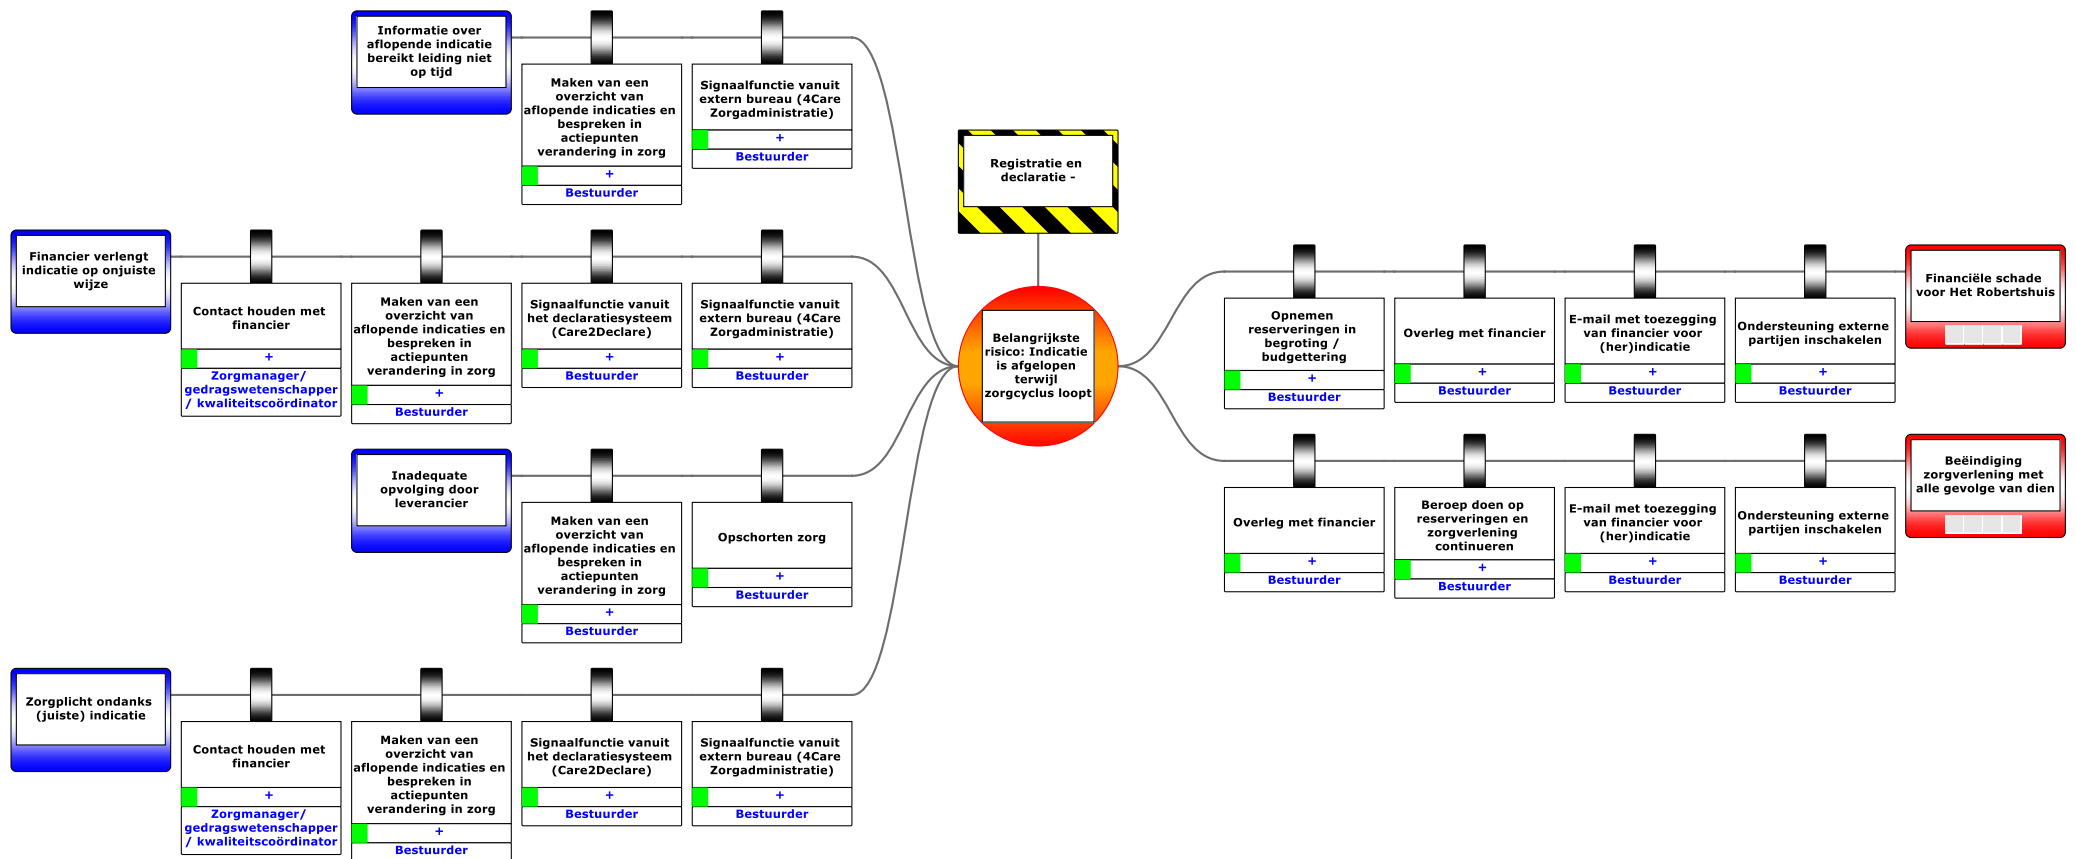 Informatie over
aflopende indicatie
bereikt leiding niet
op tijd
Maken van een
overzicht van
aflopende indicaties en
bespreken in
actiepunten
verandering in zorg
+
Bestuurder
Signaalfunctie vanuit
extern bureau (4Care
Zorgadministratie)
+
Bestuurder
Financier verlengt
indicatie op onjuiste
wijze
Contact houden met
financier
+
Zorgmanager/
gedragswetenschapper
/ kwaliteitscoördinator
Maken van een
overzicht van
aflopende indicaties en
bespreken in
actiepunten
verandering in zorg
+
Bestuurder
Signaalfunctie vanuit
het declaratiesysteem
(Care2Declare)
+
Bestuurder
Signaalfunctie vanuit
extern bureau (4Care
Zorgadministratie)
+
Bestuurder
Inadequate
opvolging door
leverancier
Maken van een
overzicht van
aflopende indicaties en
bespreken in
actiepunten
verandering in zorg
+
Bestuurder
Opschorten zorg
+
Bestuurder
Zorgplicht ondanks
(juiste) indicatie
Contact houden met
financier
+
Zorgmanager/
gedragswetenschapper
/ kwaliteitscoördinator
Maken van een
overzicht van
aflopende indicaties en
bespreken in
actiepunten
verandering in zorg
+
Bestuurder
Signaalfunctie vanuit
het declaratiesysteem
(Care2Declare)
+
Bestuurder
Signaalfunctie vanuit
extern bureau (4Care
Zorgadministratie)
+
Bestuurder
Registratie en
declaratie -
Belangrijkste
risico: Indicatie
is afgelopen
terwijl
zorgcyclus loopt
Opnemen
reserveringen in
begroting /
budgettering
+
Bestuurder
Overleg met financier
+
Bestuurder
E-mail met toezegging
van financier voor
(her)indicatie
+
Bestuurder
Ondersteuning externe
partijen inschakelen
+
Bestuurder
Financiële schade
voor Het Robertshuis
Overleg met financier
+
Bestuurder
Beroep doen op
reserveringen en
zorgverlening
continueren
+
Bestuurder
E-mail met toezegging
van financier voor
(her)indicatie
+
Bestuurder
Ondersteuning externe
partijen inschakelen
+
Bestuurder
Beëindiging
zorgverlening met
alle gevolge van dien